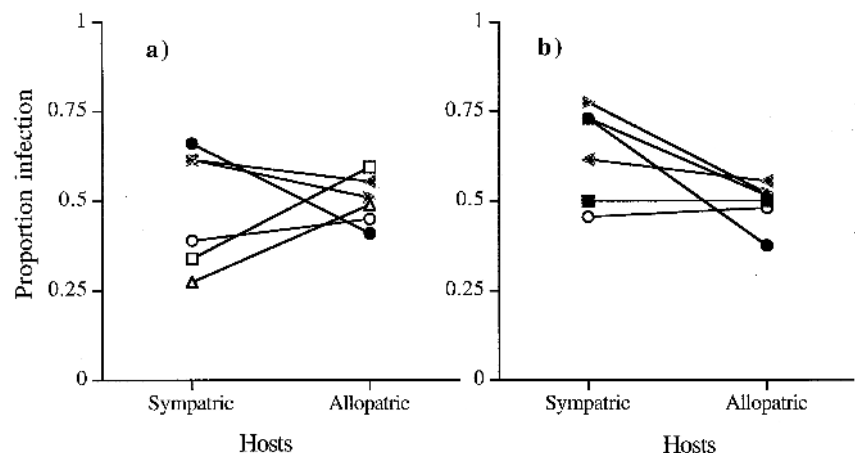 a)
b)
Proportion infection
1
0.75
0.5
0.25
0
Sympatric Allopatric
Hosts
1
0.75
0.5
0.25
0
Sympatric Allopatric
Hosts